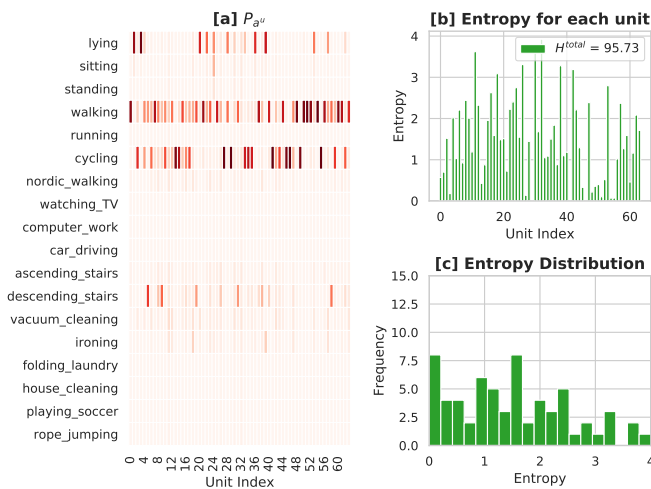 [a] P_{a^u}
lying
sitting
standing
walking
running
cycling
nordic_walking
watching_TV
computer_work
car_driving
ascending_stairs
descending_stairs
vacuum_cleaning
ironing
folding_laundry
house_cleaning
playing_soccer
rope_jumping
0 4 8 12 16 20 24 28 32 36 40 44 48 52 56 60
Unit Index
[b] Entropy for each unit
H^{total} = 95.73
Entropy
4
3
2
1
0
0 20 40 60
Unit Index
[c] Entropy Distribution
Frequency
15.0
12.5
10.0
7.5
5.0
2.5
0.0
0 1 2 3 4
Entropy